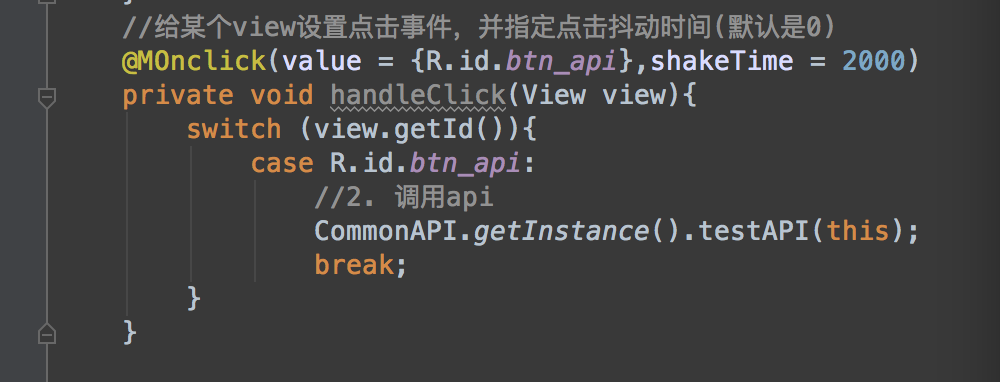 }
//给某个view设置点击事件，并指定点击抖动时间(默认是0)
@MOnclick(value = {R.id.btn_api},shakeTime = 2000)
private void handleClick(View view){
switch (view.getId()){
case R.id.btn_api:
//2. 调用api
CommonAPI.getInstance().testAPI(this);
break;
}
}